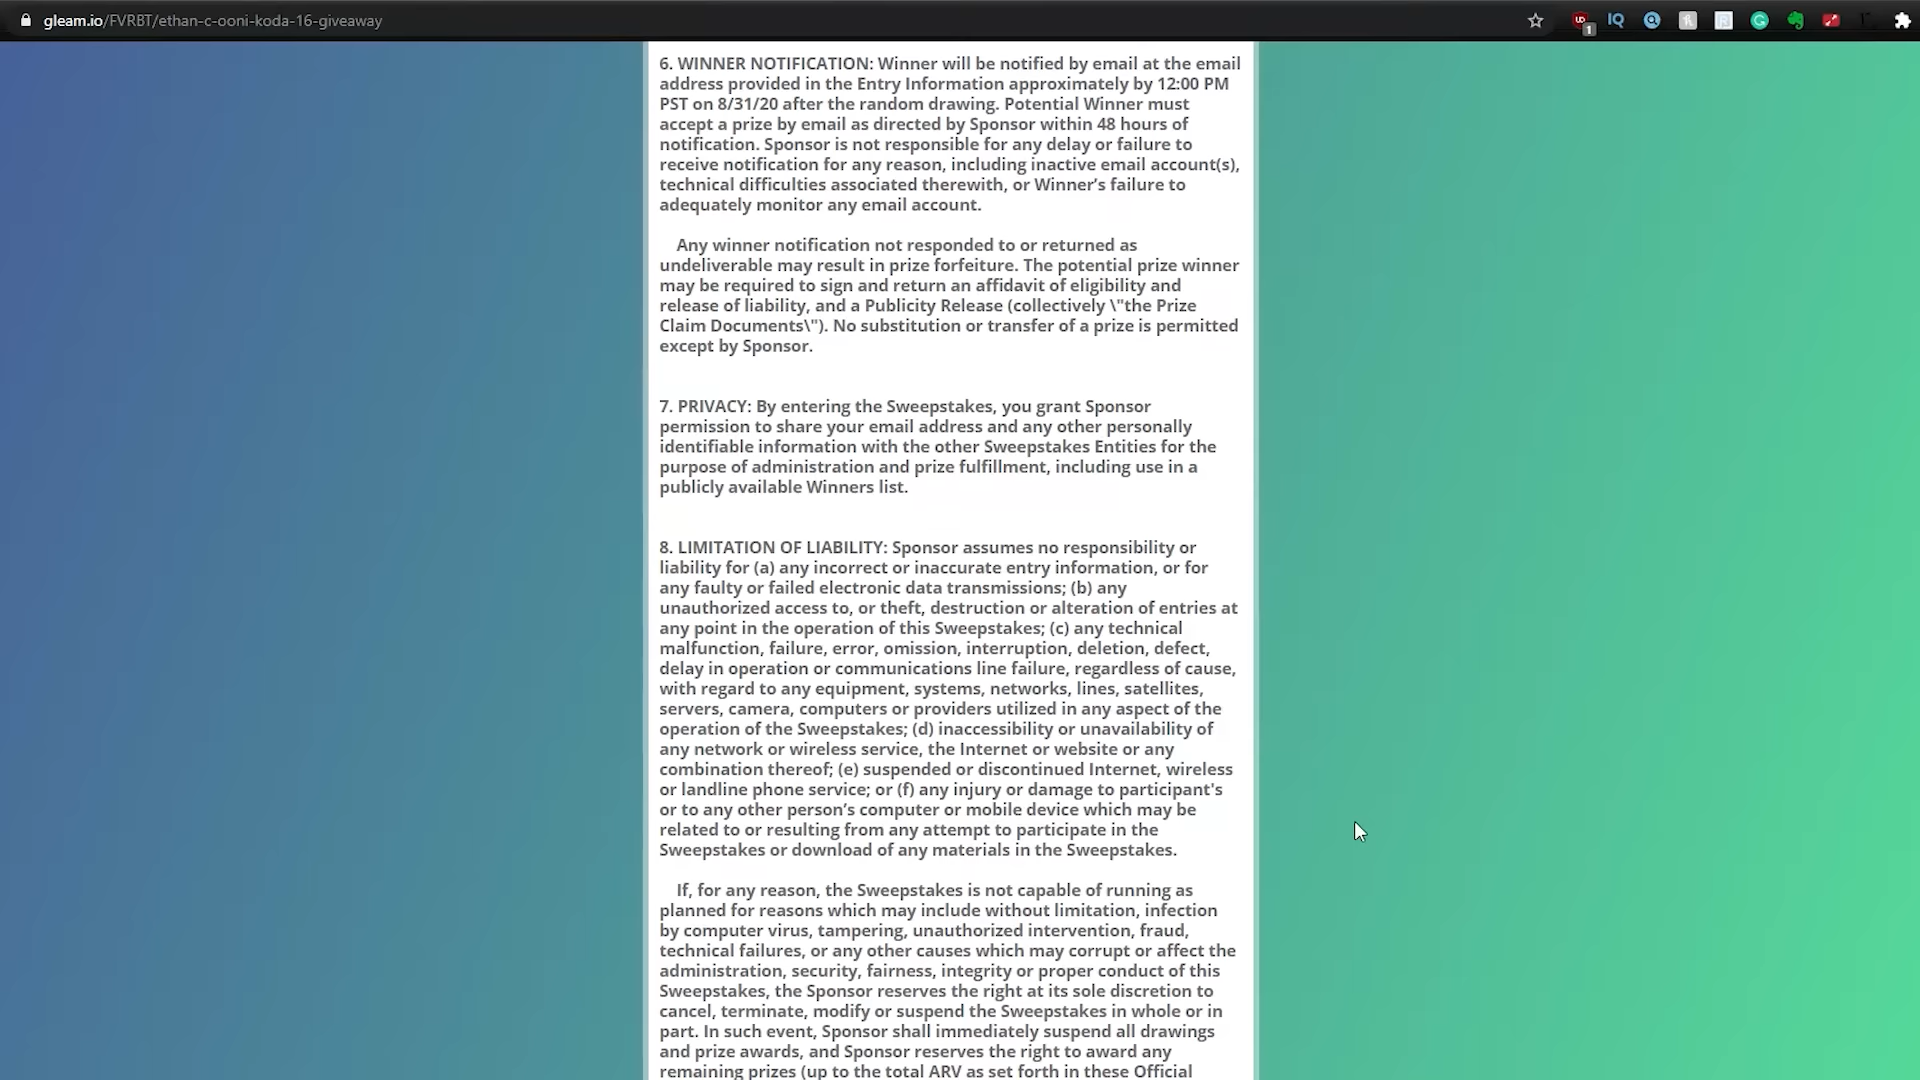 gleam.io/FVRBT/ethan-c-ooni-koda-16-giveaway
1
6. WINNER NOTIFICATION: Winner will be notified by email at the email
address provided in the Entry Information approximately by 12:00 PM
PST on 8/31/20 after the random drawing. Potential Winner must
accept a prize by email as directed by Sponsor within 48 hours of
notification. Sponsor is not responsible for any delay or failure to
receive notification for any reason, including inactive email account(s),
technical difficulties associated therewith, or Winner’s failure to
adequately monitor any email account.
Any winner notification not responded to or returned as
undeliverable may result in prize forfeiture. The potential prize winner
may be required to sign and return an affidavit of eligibility and
release of liability, and a Publicity Release (collectively \"the Prize
Claim Documents\"). No substitution or transfer of a prize is permitted
except by Sponsor.
7. PRIVACY: By entering the Sweepstakes, you grant Sponsor
permission to share your email address and any other personally
identifiable information with the other Sweepstakes Entities for the
purpose of administration and prize fulfillment, including use in a
publicly available Winners list.
8. LIMITATION OF LIABILITY: Sponsor assumes no responsibility or
liability for (a) any incorrect or inaccurate entry information, or for
any faulty or failed electronic data transmissions; (b) any
unauthorized access to, or theft, destruction or alteration of entries at
any point in the operation of this Sweepstakes; (c) any technical
malfunction, failure, error, omission, interruption, deletion, defect,
delay in operation or communications line failure, regardless of cause,
with regard to any equipment, systems, networks, lines, satellites,
servers, camera, computers or providers utilized in any aspect of the
operation of the Sweepstakes; (d) inaccessibility or unavailability of
any network or wireless service, the Internet or website or any
combination thereof; (e) suspended or discontinued Internet, wireless
or landline phone service; or (f) any injury or damage to participant's
or to any other person’s computer or mobile device which may be
related to or resulting from any attempt to participate in the
Sweepstakes or download of any materials in the Sweepstakes.
If, for any reason, the Sweepstakes is not capable of running as
planned for reasons which may include without limitation, infection
by computer virus, tampering, unauthorized intervention, fraud,
technical failures, or any other causes which may corrupt or affect the
administration, security, fairness, integrity or proper conduct of this
Sweepstakes, the Sponsor reserves the right at its sole discretion to
cancel, terminate, modify or suspend the Sweepstakes in whole or in
part. In such event, Sponsor shall immediately suspend all drawings
and prize awards, and Sponsor reserves the right to award any
remaining prizes (up to the total ARV as set forth in these Official